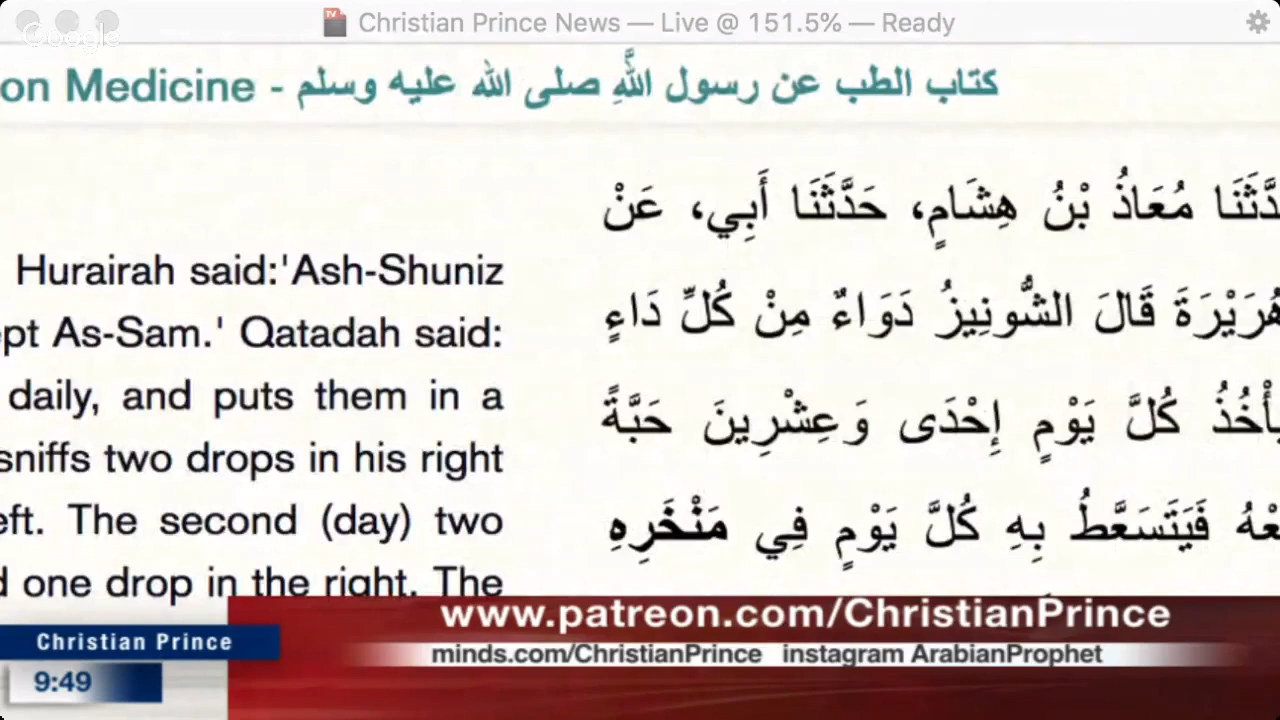 Christian Prince News — Live @ 151.5% — Ready
Google
on Medicine - كتاب الطب عن رسول اللَّهِ صلى الله عليه وسلم
دَّثَنَا مُعَاذُ بْنُ هِشَامٍ، حَدَّثَنَا أَبِي، عَنْ
Hurairah said:'Ash-Shuniz
هُرَيْرَةَ قَالَ الشُّونِيزُ دَوَاءٌ مِنْ كُلِّ دَاءٍ
ept As-Sam.' Qatadah said:
daily, and puts them in a
يَأْخُذُ كُلَّ يَوْمٍ إِحْدَى وَعِشْرِينَ حَبَّةً
sniffs two drops in his right
eft. The second (day) two
عْهُ فَيَتَسَعَّطُ بِهِ كُلَّ يَوْمٍ فِي مَنْخَرِهِ
d one drop in the right. The
www.patreon.com/ChristianPrince
Christian Prince
minds.com/ChristianPrince instagram ArabianProphet
9:49